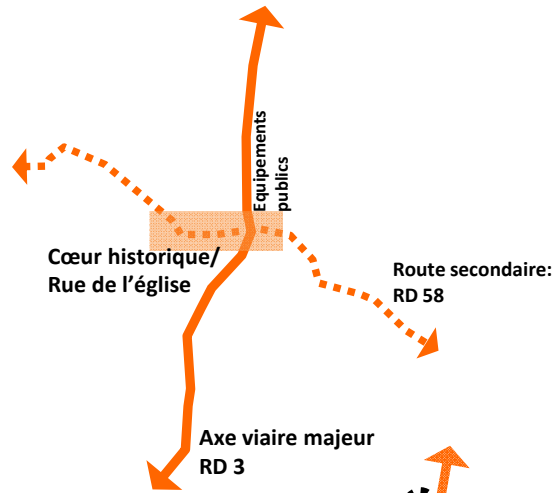 Equipements
publics
Cœur historique/
Rue de l’église
Route secondaire:
RD 58
Axe viaire majeur
RD 3